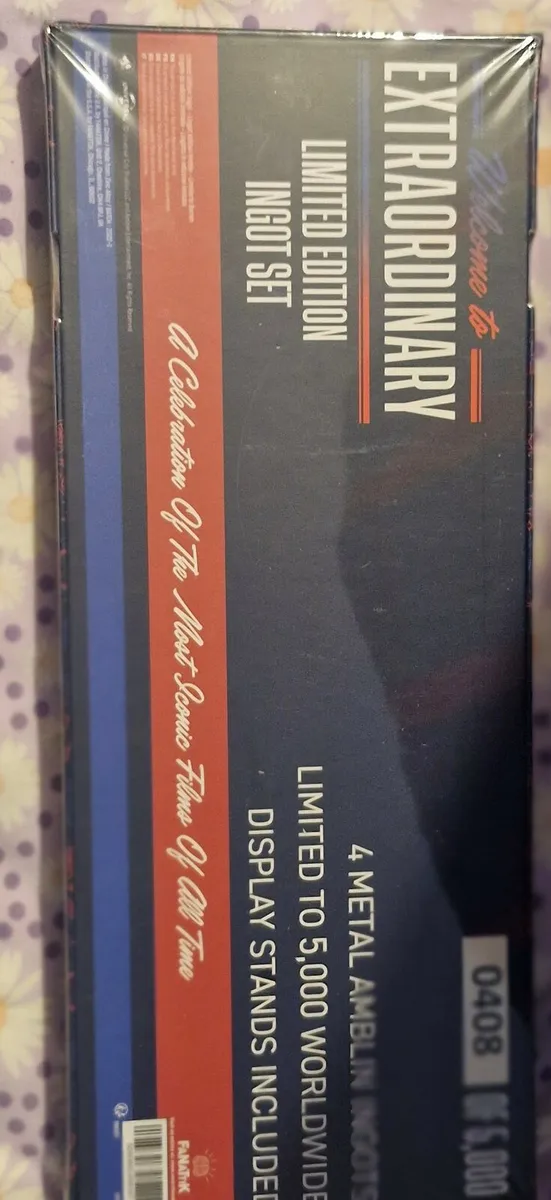 Welcome to
EXTRAORDINARY
LIMITED EDITION
INGOT SET
0408 OF 5,000
4 METAL AMBLIN INGOTS
LIMITED TO 5,000 WORLDWIDE
DISPLAY STANDS INCLUDED
A Celebration Of The Most Iconic Films Of All Time
FANATTIK